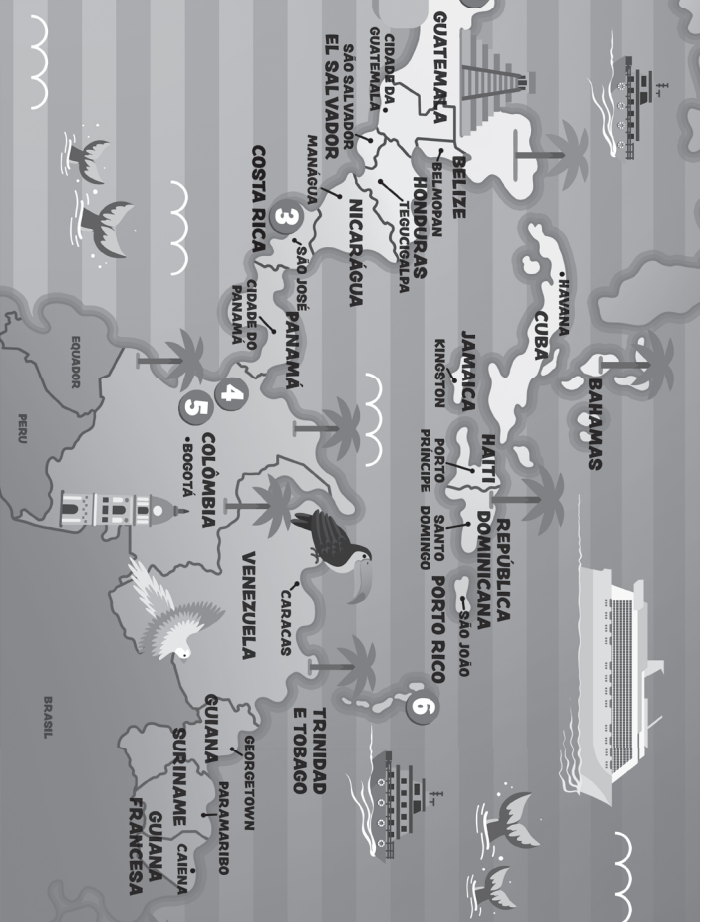 GUATEMALA
CIDADE DA
GUATEMALA
SÃO SALVADOR
EL SALVADOR
BELIZE
BELMOPAN
HONDURAS
TEGUCIGALPA
MANÁGUA
NICARÁGUA
COSTA RICA
3
SÃO JOSÉ
CIDADE DO
PANAMÁ
PANAMÁ
HAVANA
CUBA
BAHAMAS
JAMAICA
KINGSTON
HAITI
PORTO
PRÍNCIPE
REPÚBLICA
DOMINICANA
SANTO
DOMINGO
PORTO RICO
SÃO JOÃO
6
TRINIDAD
E TOBAGO
4
5
COLÔMBIA
BOGOTÁ
VENEZUELA
CARACAS
GUIANA
GEORGETOWN
SURINAME
PARAMARIBO
GUIANA
FRANCESA
CAIENA
EQUADOR
PERU
BRASIL